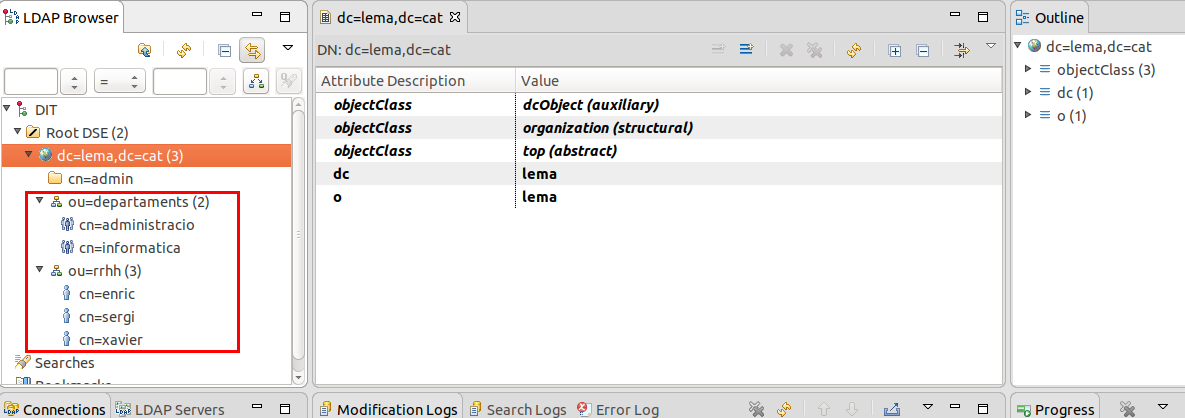 LDAP Browser
=
DIT
Root DSE (2)
dc=lema,dc=cat (3)
cn=admin
ou=departaments (2)
cn=administracio
cn=informatica
ou=rrhh (3)
cn=enric
cn=sergi
cn=xavier
Searches
Bookmarks
dc=lema,dc=cat
DN: dc=lema,dc=cat
Attribute Description Value
objectClass dcObject (auxiliary)
objectClass organization (structural)
objectClass top (abstract)
dc lema
o lema
Outline
dc=lema,dc=cat
objectClass (3)
dc (1)
o (1)
Connections LDAP Servers
Modification Logs Search Logs Error Log
Progress